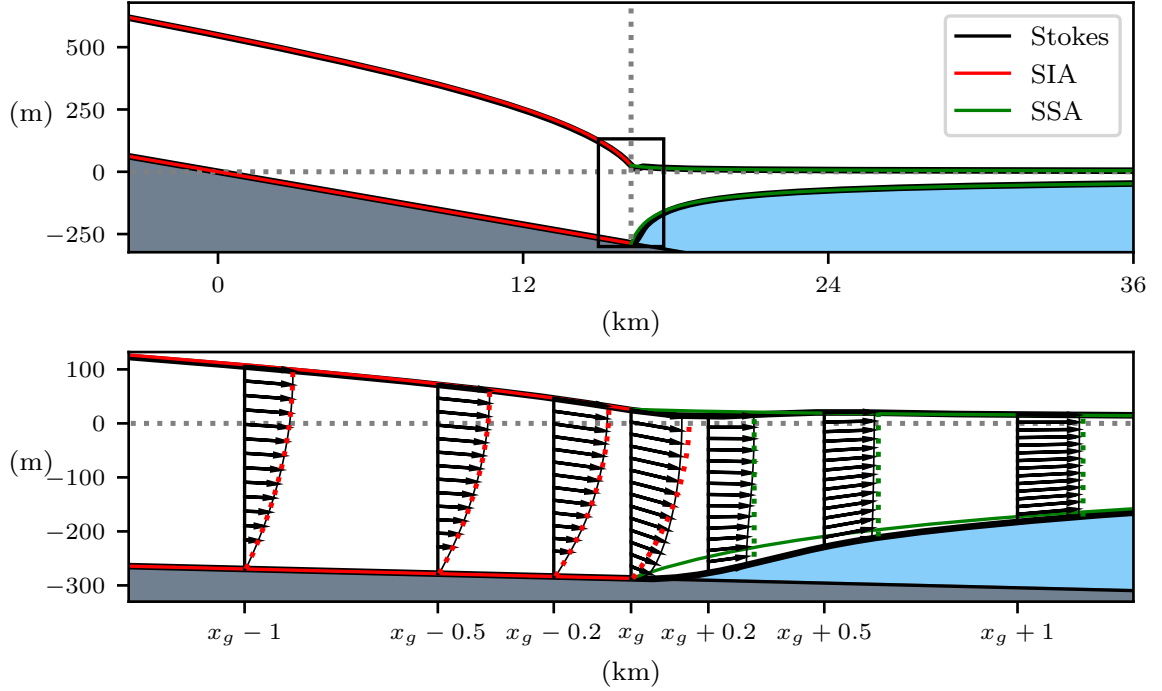 500
250
(m)
0
−250
Stokes
SIA
SSA
0
12
24
36
(km)
100
0
(m)
−100
−200
−300
x_g − 1
x_g − 0.5
x_g − 0.2
x_g
x_g + 0.2
x_g + 0.5
x_g + 1
(km)